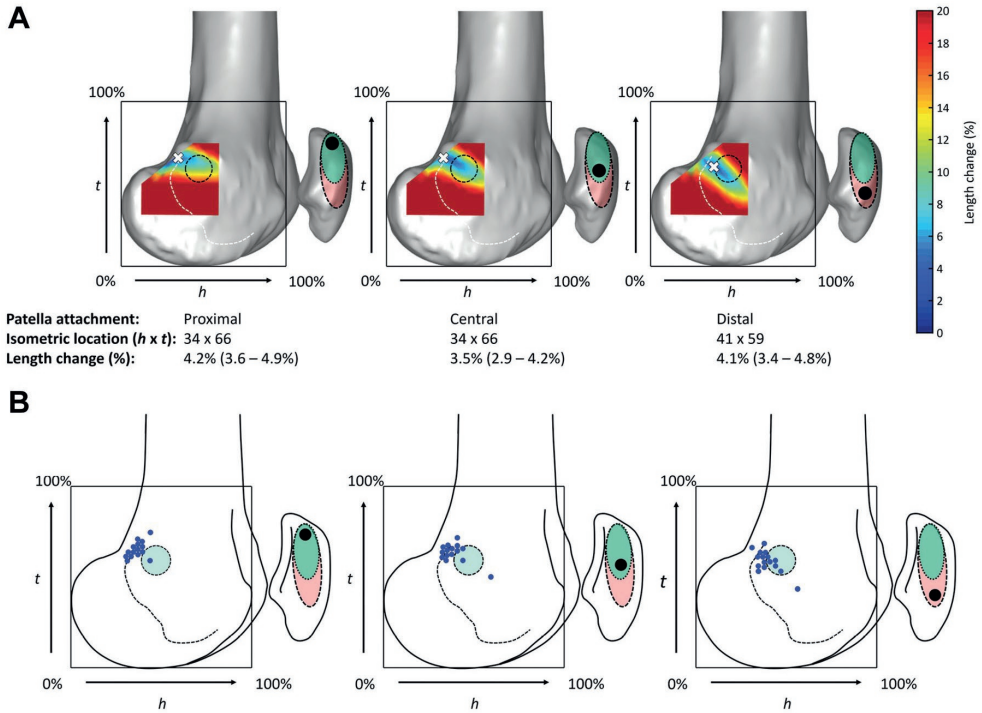 A
100%
t
0%
h
100%
100%
t
0%
h
100%
100%
t
0%
h
100%
20
18
16
14
12
10
8
6
4
2
0
Length change (%)
Patella attachment: Proximal Central Distal
Isometric location (h x t): 34 x 66 34 x 66 41 x 59
Length change (%): 4.2% (3.6 – 4.9%) 3.5% (2.9 – 4.2%) 4.1% (3.4 – 4.8%)
B
100%
t
0%
h
100%
100%
t
0%
h
100%
100%
t
0%
h
100%